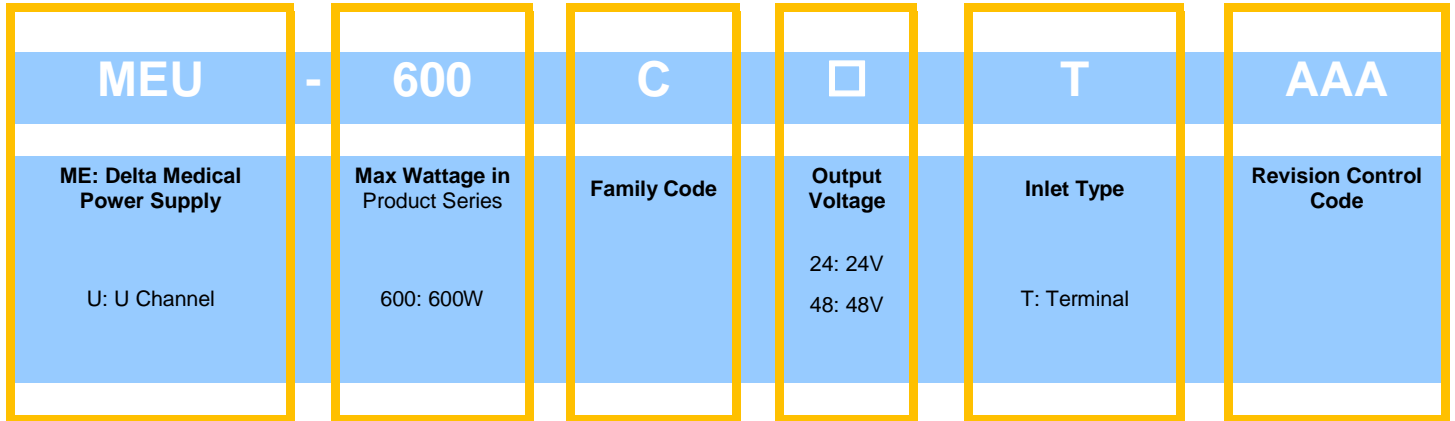 MEU - 600 C □ T AAA
ME: Delta Medical
Power Supply
U: U Channel
Max Wattage in
Product Series
600: 600W
Family Code
Output
Voltage
24: 24V
48: 48V
Inlet Type
T: Terminal
Revision Control
Code